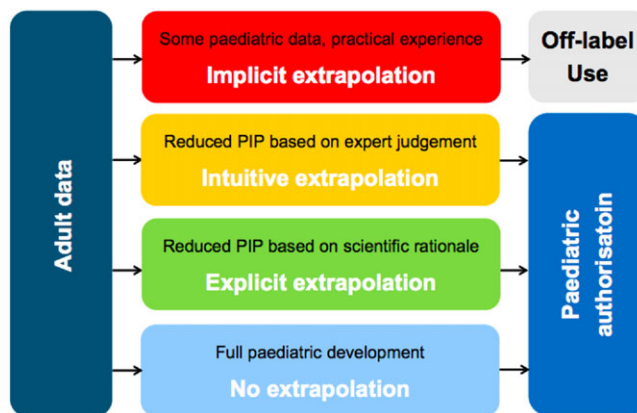 Adult data
Some paediatric data, practical experience
Implicit extrapolation
Off-label
Use
Reduced PIP based on expert judgement
Intuitive extrapolation
Reduced PIP based on scientific rationale
Explicit extrapolation
Full paediatric development
No extrapolation
Paediatric
authorisatoin